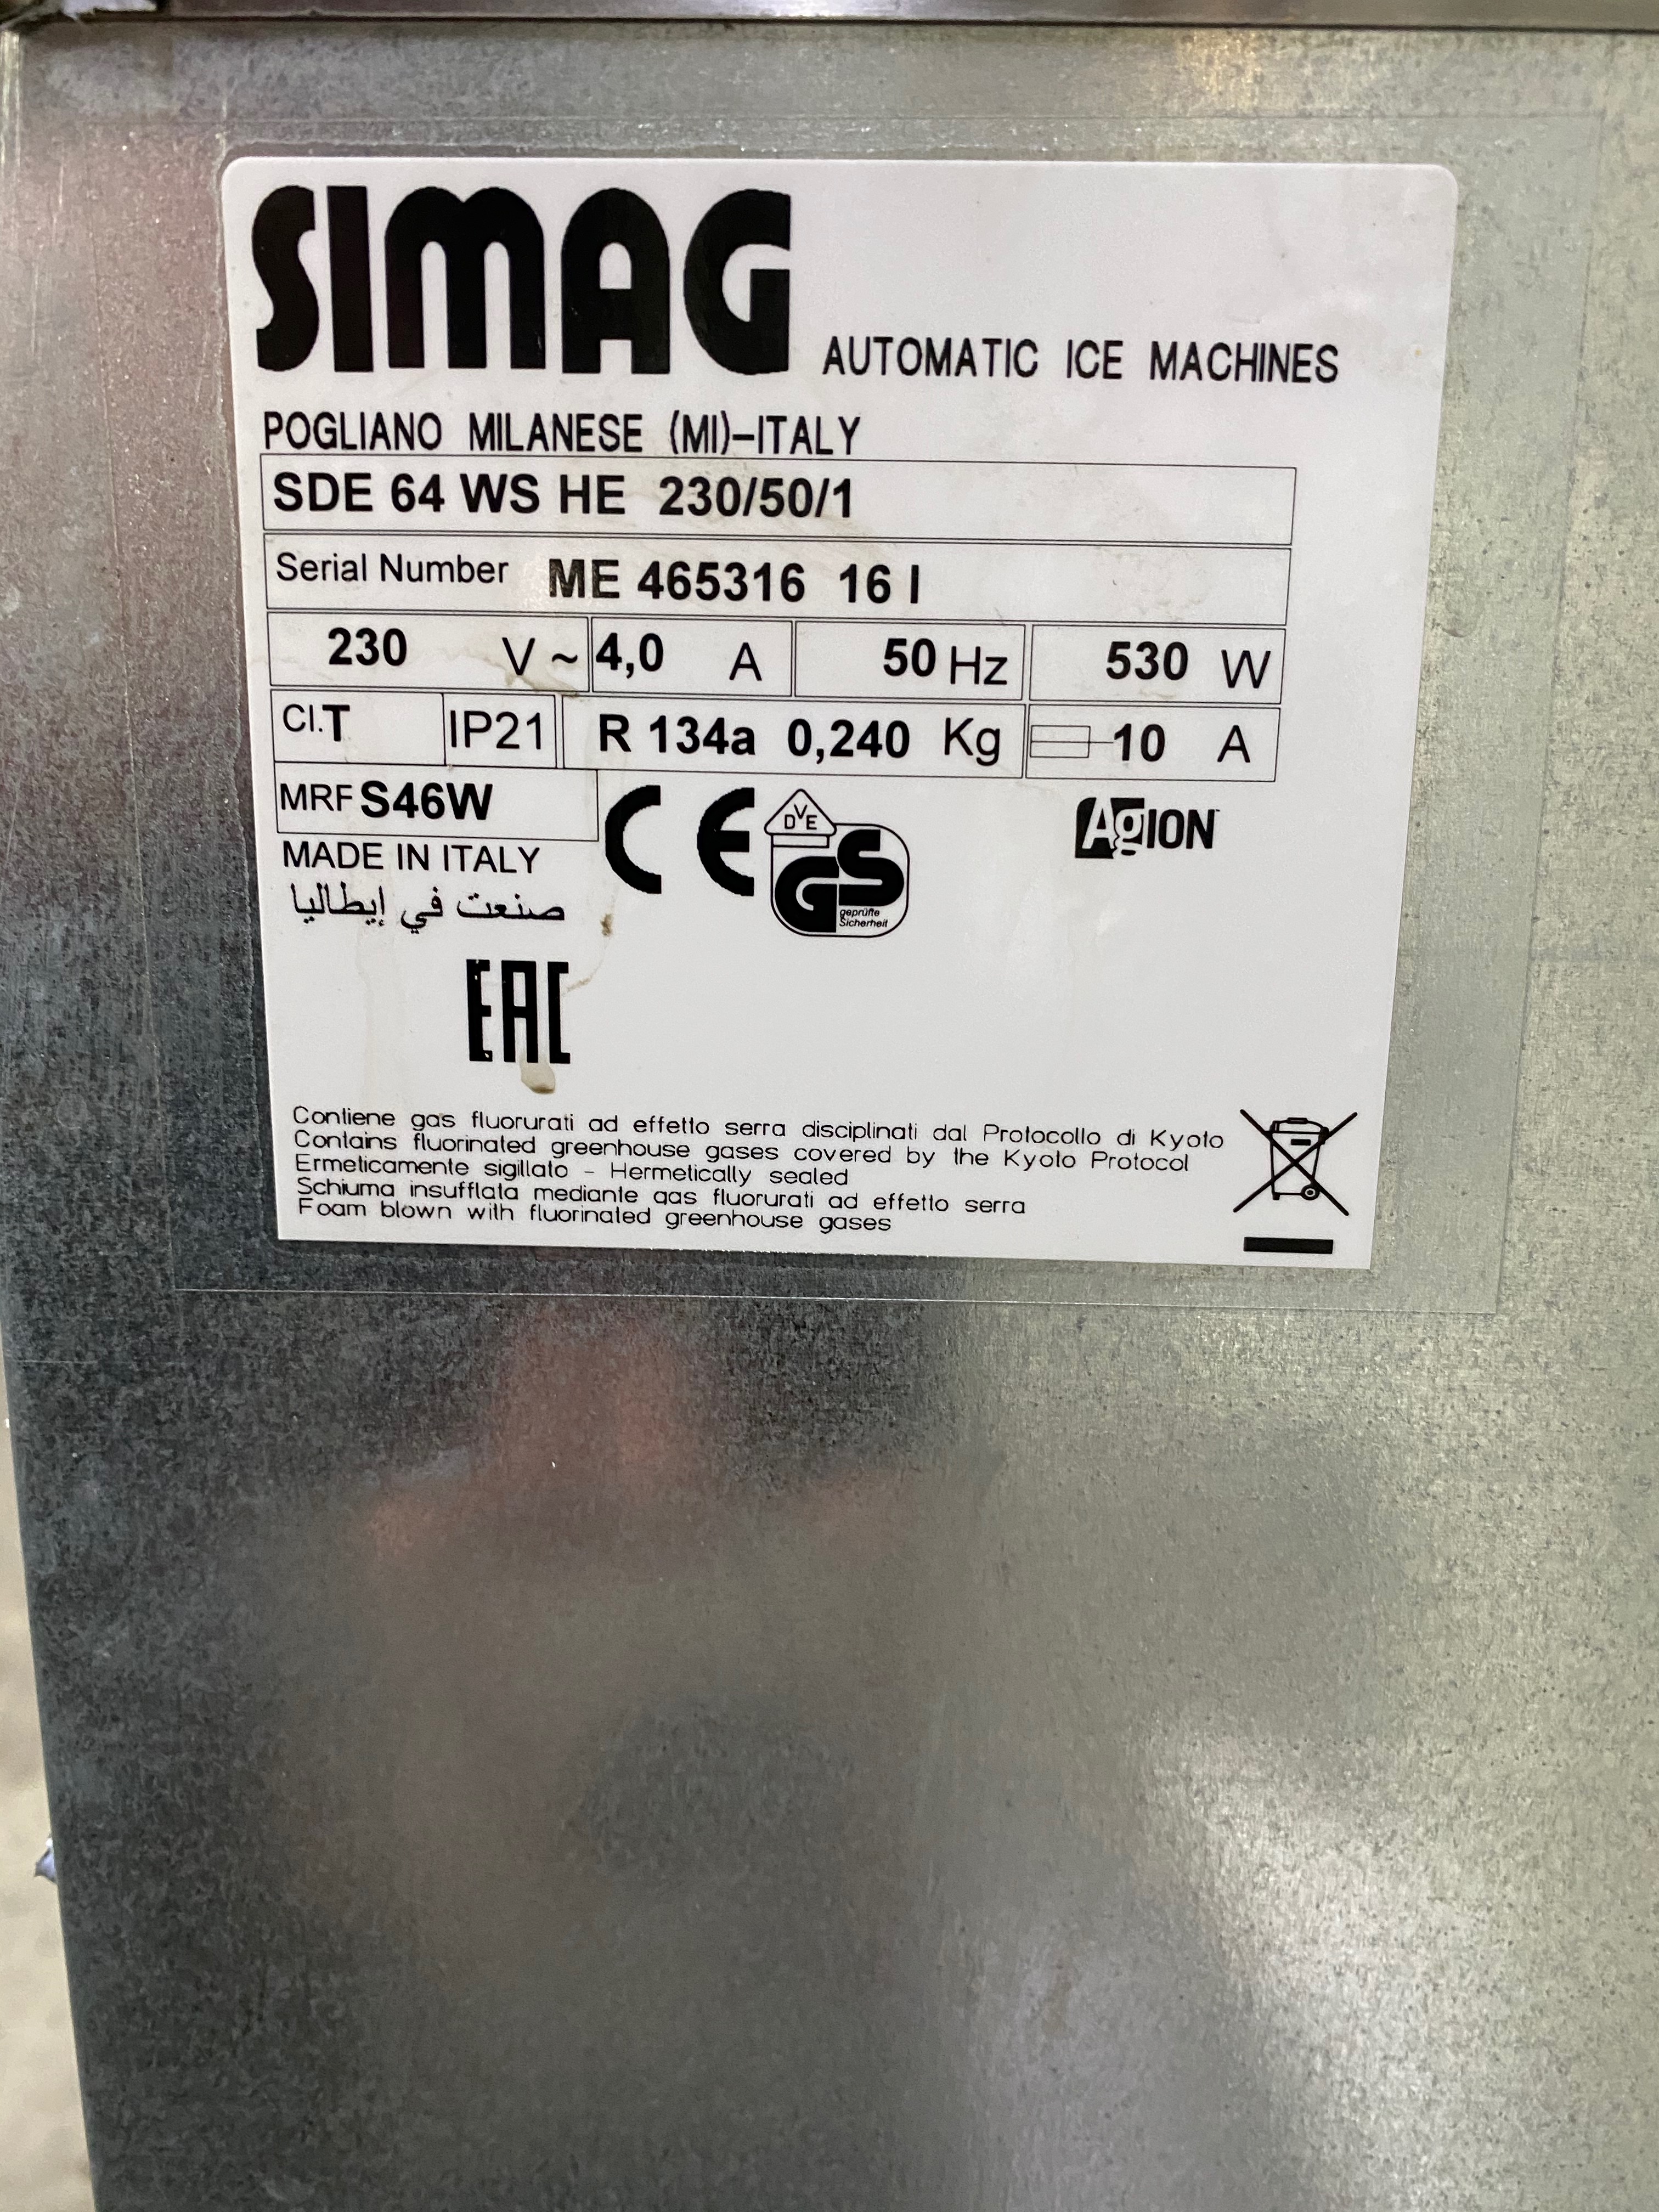 SIMAG AUTOMATIC ICE MACHINES
POGLIANO MILANESE (MI)-ITALY
SDE 64 WS HE 230/50/1
Serial Number ME 465316 16 I
230 V ~ 4,0 A 50 Hz 530 W
Cl.T IP21 R 134a 0,240 Kg 10 A
MRF S46W
CE DVE GS geprüfte Sicherheit AgION
MADE IN ITALY
صنعت في إيطاليا
EAC
Contiene gas fluorurati ad effetto serra disciplinati dal Protocollo di Kyoto
Contains fluorinated greenhouse gases covered by the Kyoto Protocol
Ermeticamente sigillato - Hermetically sealed
Schiuma insufflata mediante gas fluorurati ad effetto serra
Foam blown with fluorinated greenhouse gases